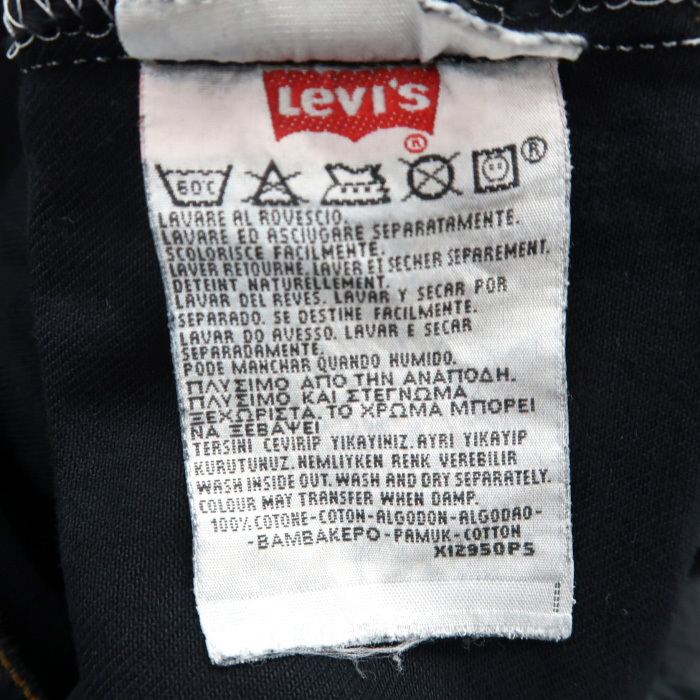 Levi's
®
60°C
®
LAVARE AL ROVESCIO.
LAVARE ED ASCIUGARE SEPARATAMENTE.
SCOLORISCE FACILMENTE.
LAVER RETOURNE. LAVER ET SECHER SEPAREMENT.
DETEINT NATURELLEMENT.
LAVAR DEL REVES. LAVAR Y SECAR POR
SEPARADO. SE DESTINE FACILMENTE.
LAVAR DO AVESSO. LAVAR E SECAR
SEPARADAMENTE.
PODE MANCHAR QUANDO HUMIDO.
ΠΛΥΣΙΜΟ ΑΠΟ ΤΗΝ ΑΝΑΠΟΔΗ.
ΠΛΥΣΙΜΟ ΚΑΙ ΣΤΕΓΝΩΜΑ
ΞΕΧΩΡΙΣΤΑ. ΤΟ ΧΡΩΜΑ ΜΠΟΡΕΙ
ΝΑ ΞΕΒΑΨΕΙ
TERSINI CEVIRIP YIKAYINIZ. AYRI YIKAYIP
KURUTUNUZ. NEMLIYKEN RENK VEREBILIR
WASH INSIDE OUT. WASH AND DRY SEPARATELY.
COLOUR MAY TRANSFER WHEN DAMP.
100% COTONE-COTON-ALGODON-ALGODAO-
-ΒΑΜΒΑΚΕΡΟ-PAMUK-COTTON
X12950PS